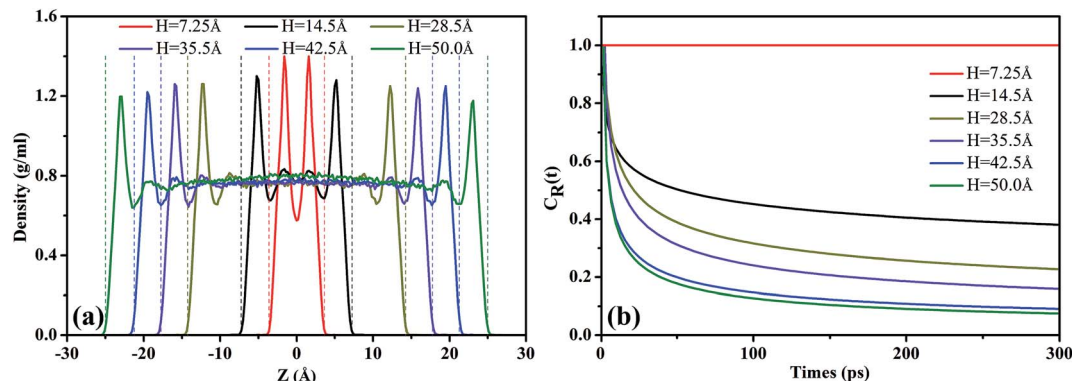 1.6
1.2
0.8
0.4
0.0
Density (g/ml)
H=7.25Å H=14.5Å H=28.5Å
H=35.5Å H=42.5Å H=50.0Å
(a)
-30 -20 -10 0 10 20 30
Z (Å)
1.0
0.8
0.6
0.4
0.2
0.0
C_R(t)
H=7.25Å
H=14.5Å
H=28.5Å
H=35.5Å
H=42.5Å
H=50.0Å
(b)
0 100 200 300
Times (ps)